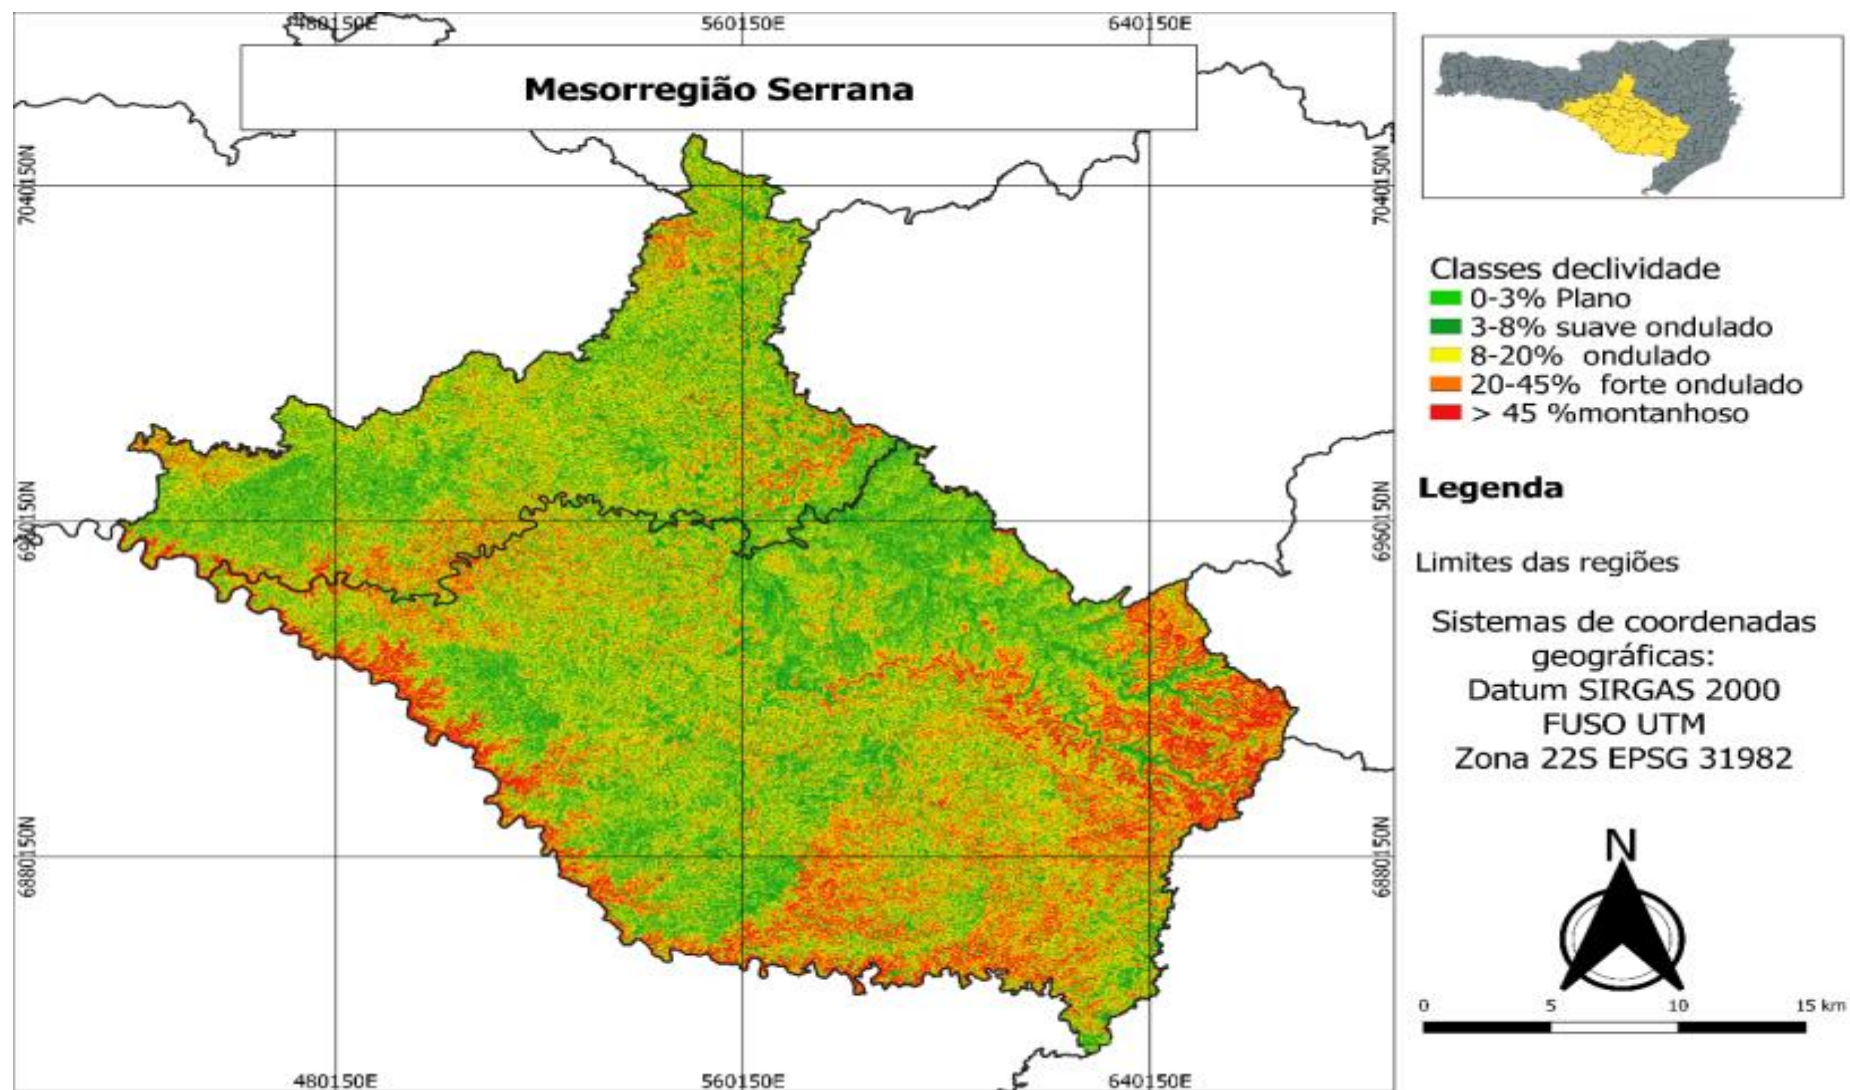 480150E
560150E
640150E
Mesorregião Serrana
7040150N
7040150N
6960150N
6960150N
6880150N
6880150N
480150E
560150E
640150E
Classes declividade
0-3% Plano
3-8% suave ondulado
8-20% ondulado
20-45% forte ondulado
> 45 %montanhoso
Legenda
Limites das regiões
Sistemas de coordenadas
geográficas:
Datum SIRGAS 2000
FUSO UTM
Zona 22S EPSG 31982
N
0 5 10 15 km